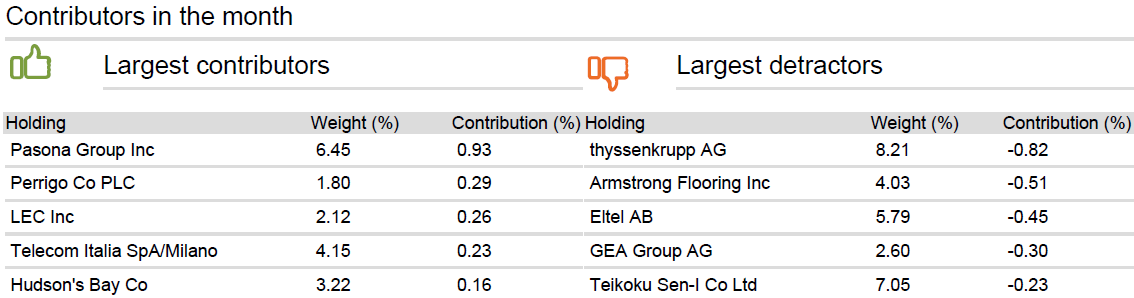 Contributors in the month
Largest contributors Largest detractors
Holding Weight (%) Contribution (%) Holding Weight (%) Contribution (%)
Pasona Group Inc 6.45 0.93 thyssenkrupp AG 8.21 -0.82
Perrigo Co PLC 1.80 0.29 Armstrong Flooring Inc 4.03 -0.51
LEC Inc 2.12 0.26 Eltel AB 5.79 -0.45
Telecom Italia SpA/Milano 4.15 0.23 GEA Group AG 2.60 -0.30
Hudson's Bay Co 3.22 0.16 Teikoku Sen-I Co Ltd 7.05 -0.23